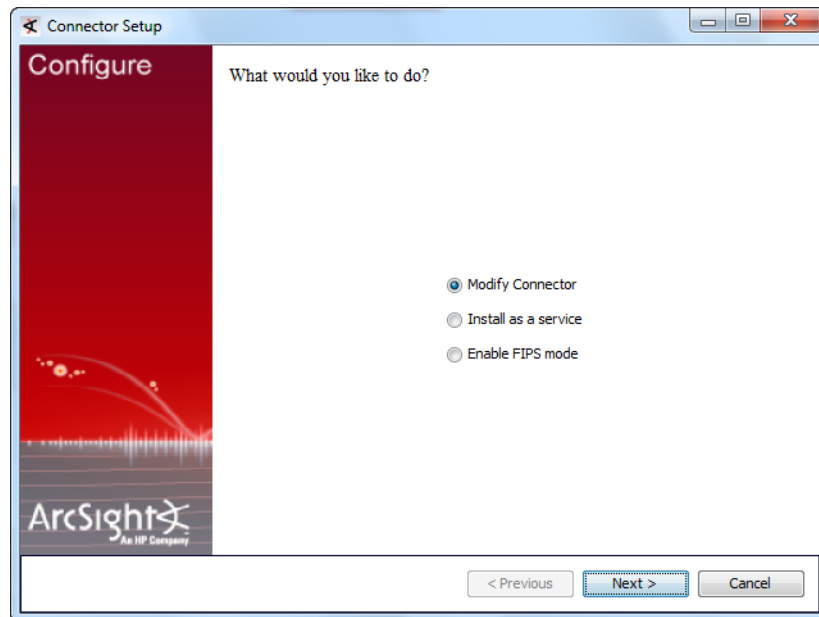 Connector Setup
Configure
What would you like to do?
Modify Connector
Install as a service
Enable FIPS mode
ArcSight
An HP Company
< Previous
Next >
Cancel